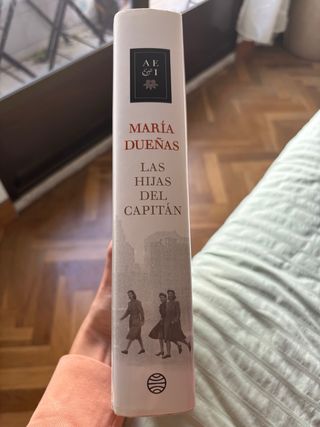 AE
&I
MARÍA
DUEÑAS
LAS
HIJAS
DEL
CAPITÁN